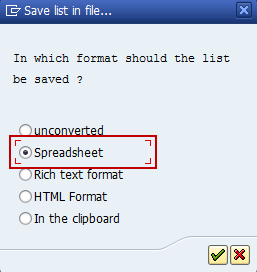 Save list in file...
In which format should the list
be saved ?
unconverted
Spreadsheet
Rich text format
HTML Format
In the clipboard